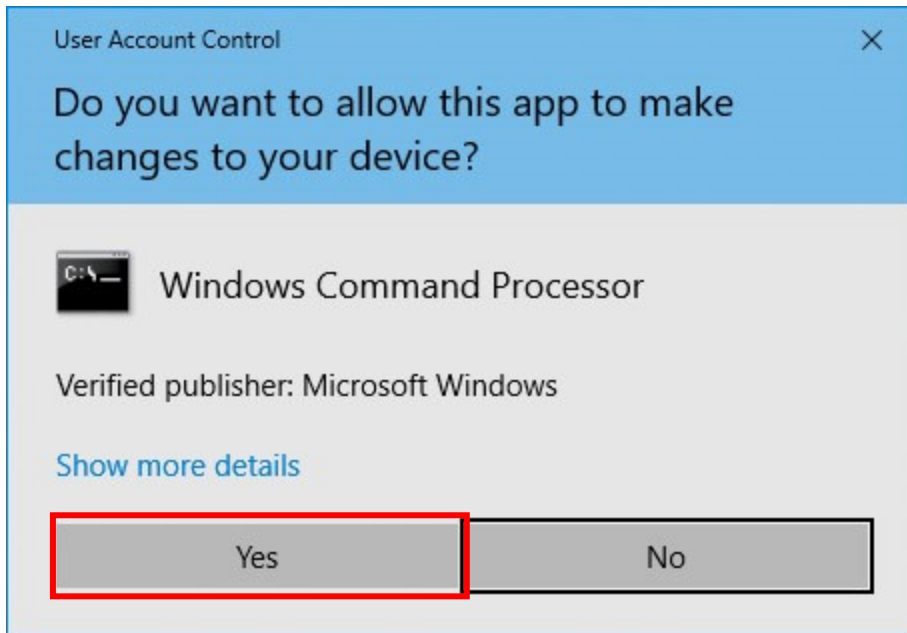 User Account Control
Do you want to allow this app to make
changes to your device?
C:\_
Windows Command Processor
Verified publisher: Microsoft Windows
Show more details
Yes
No